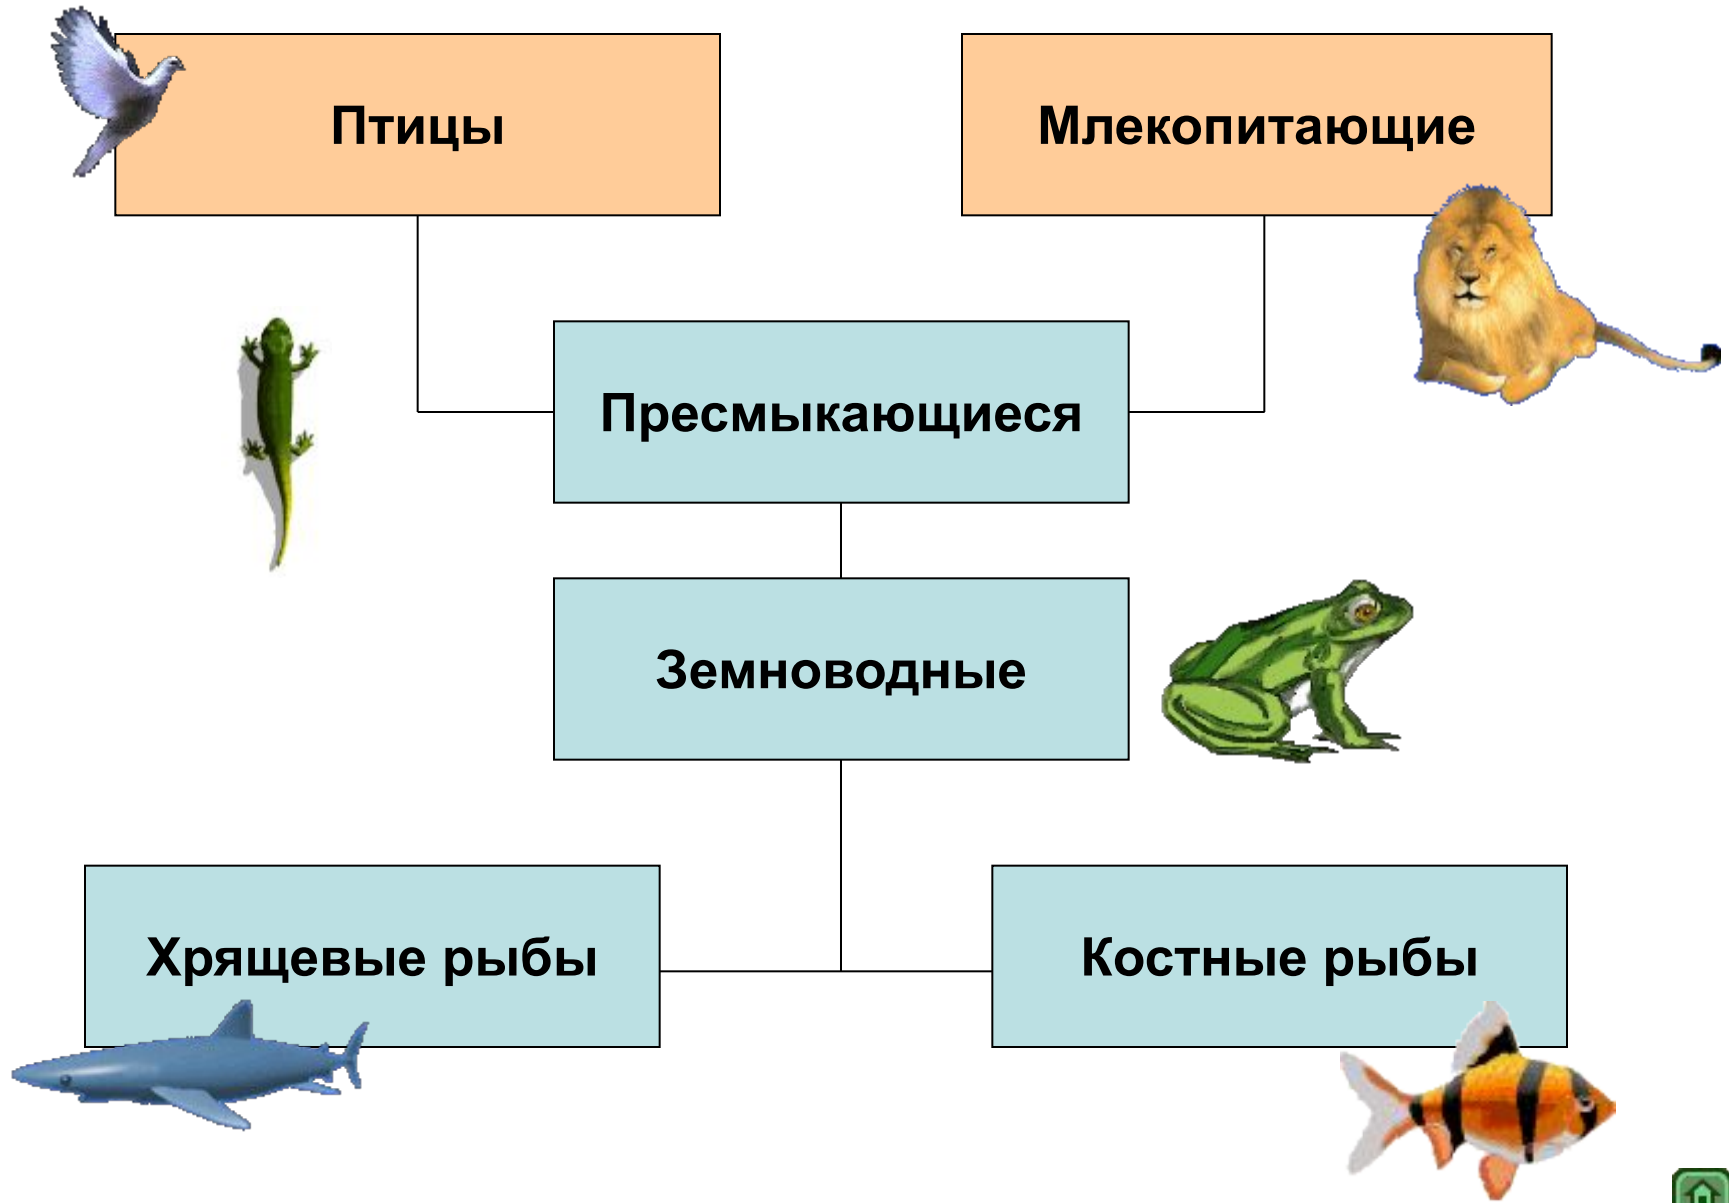 Птицы
Млекопитающие
Пресмыкающиеся
Земноводные
Хрящевые рыбы
Костные рыбы